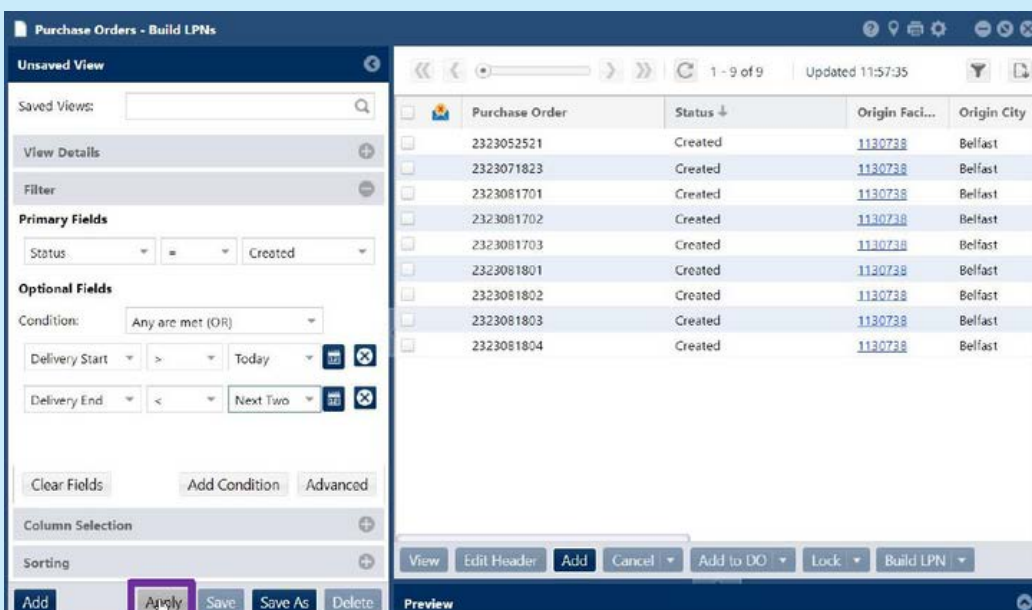 Purchase Orders - Build LPNs
Unsaved View
Saved Views:
View Details
Filter
Primary Fields
Status = Created
Optional Fields
Condition: Any are met (OR)
Delivery Start > Today
Delivery End < Next Two
Clear Fields Add Condition Advanced
Column Selection
Sorting
Add Apply Save Save As Delete
1 - 9 of 9 Updated 11:57:35
Purchase Order Status Origin Faci... Origin City
2323052521 Created 1130738 Belfast
2323071823 Created 1130738 Belfast
2323081701 Created 1130738 Belfast
2323081702 Created 1130738 Belfast
2323081703 Created 1130738 Belfast
2323081801 Created 1130738 Belfast
2323081802 Created 1130738 Belfast
2323081803 Created 1130738 Belfast
2323081804 Created 1130738 Belfast
View Edit Header Add Cancel Add to DO Lock Build LPN
Preview